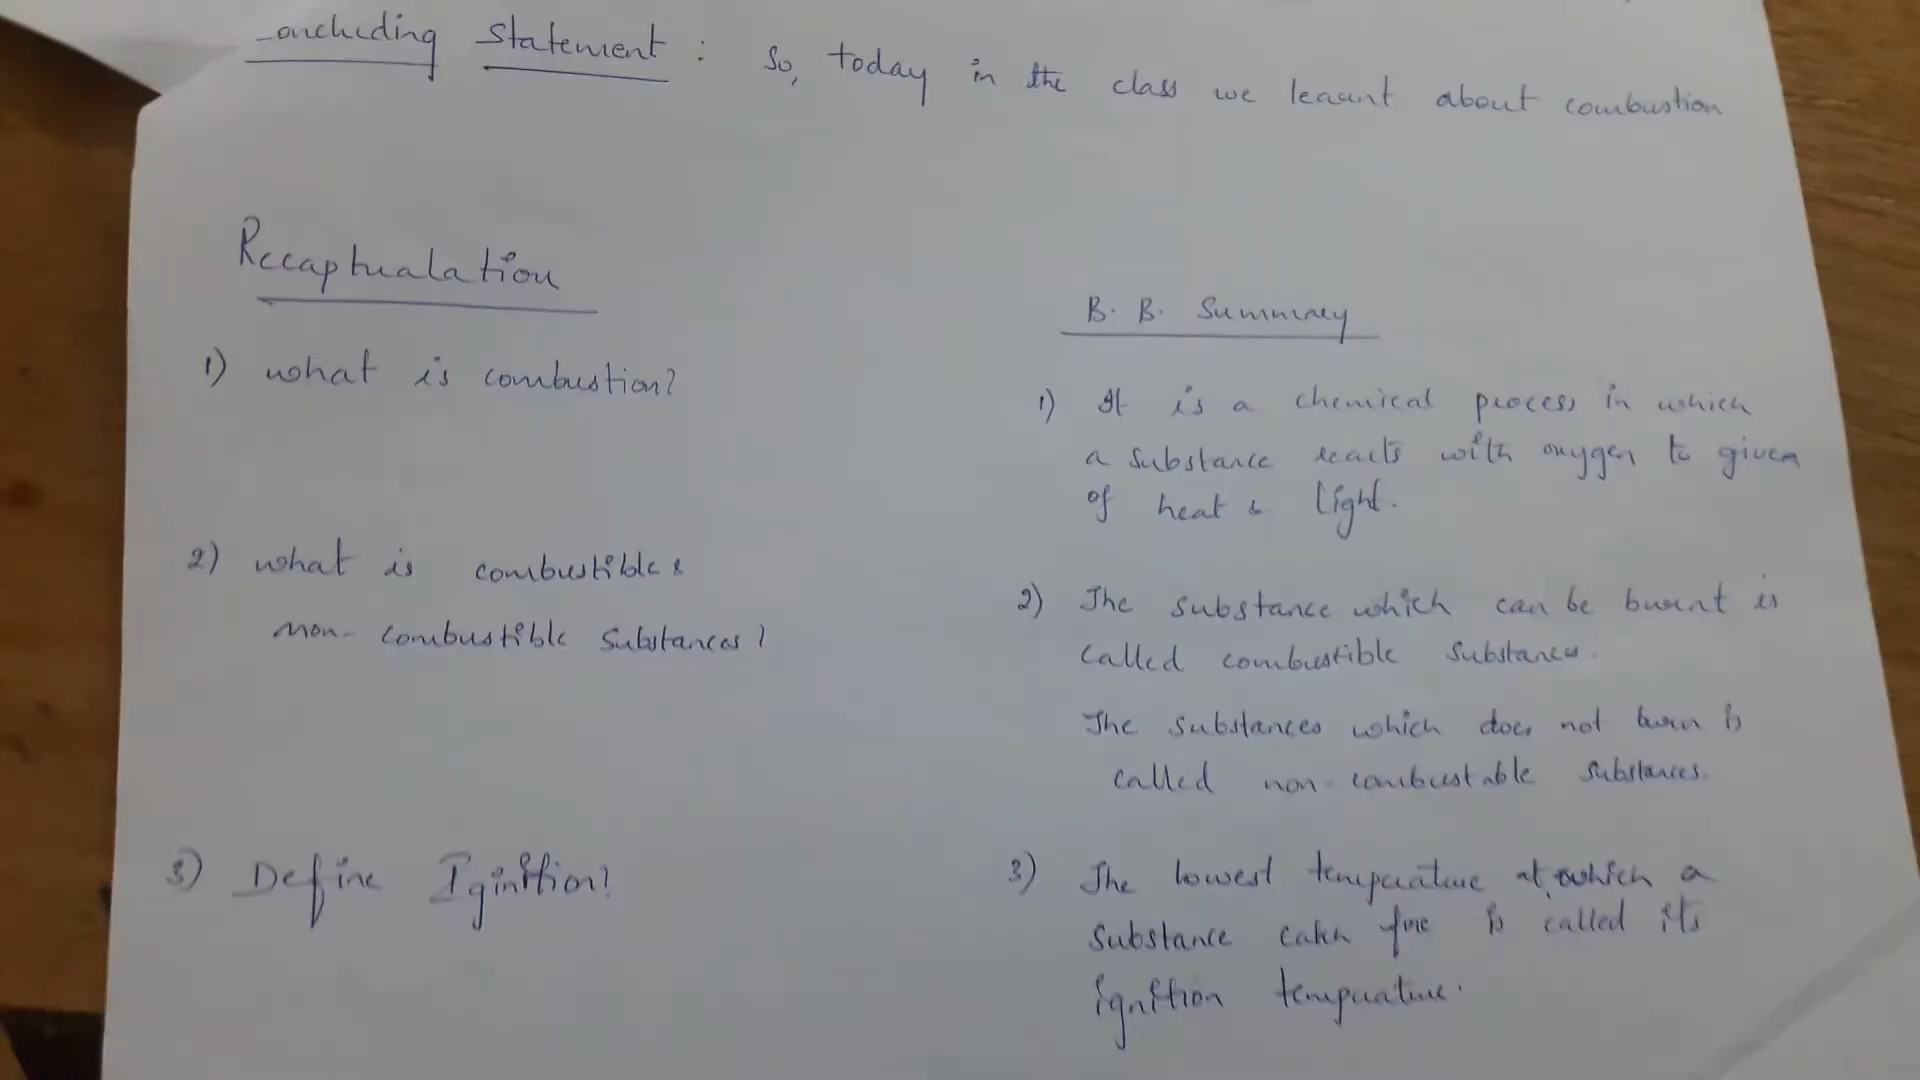 Concluding Statement : So, today in the class we learnt about combustion
Recaptualation
1) what is combustion?
2) what is combustible &
non-combustible substances?
3) Define Iginition?
B. B. Summary
1) It is a chemical process in which
a substance reacts with oxygen to given
of heat & light.
2) The substance which can be burnt is
called combustible substances.
The substances which does not burn is
called non-combustable substances.
3) The lowest temperature at which a
substance catch fire is called its
ignition temperature.